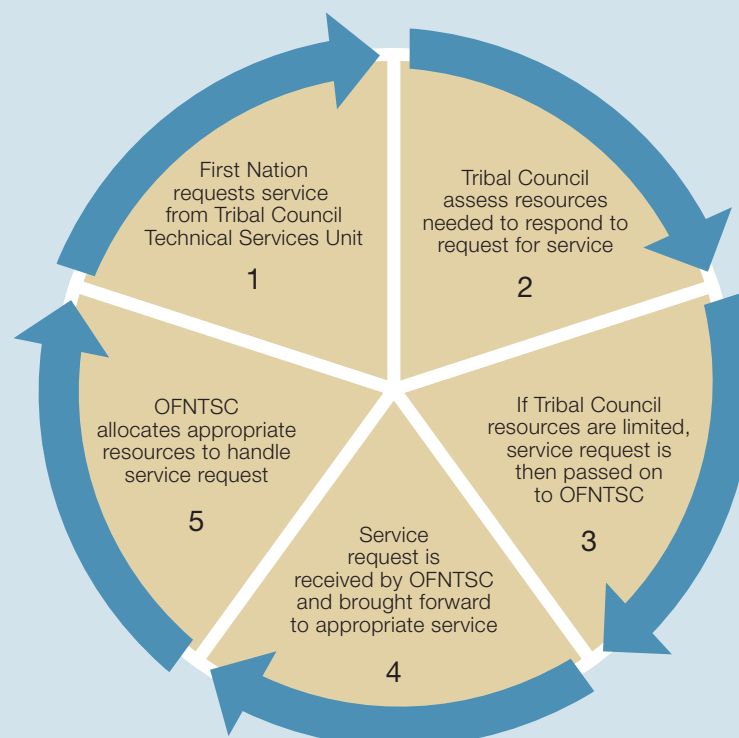 First Nation
requests service
from Tribal Council
Technical Services Unit
1
Tribal Council
assess resources
needed to respond to
request for service
2
If Tribal Council
resources are limited,
service request is
then passed on
to OFNTSC
3
Service
request is
received by OFNTSC
and brought forward
to appropriate service
4
OFNTSC
allocates appropriate
resources to handle
service request
5